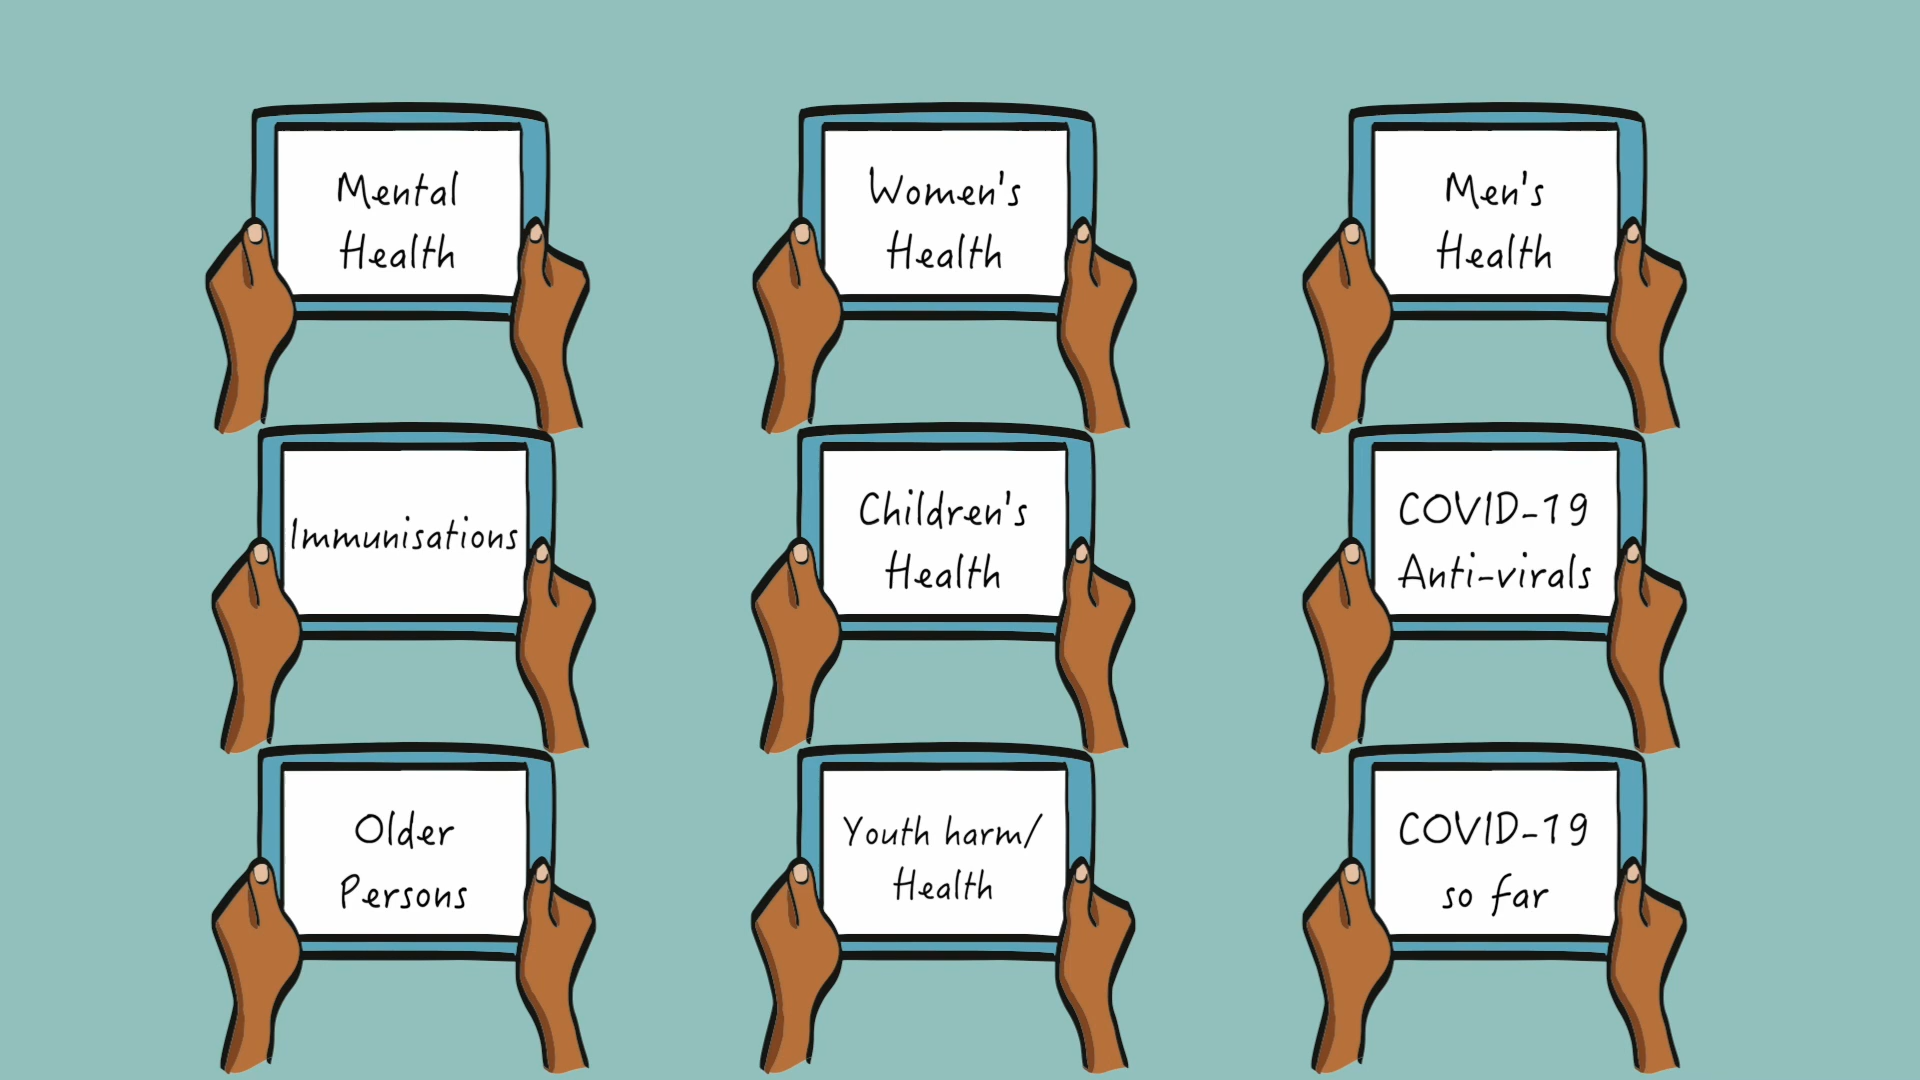 Mental
Health
Women's
Health
Men's
Health
Immunisations
Children's
Health
COVID-19
Anti-virals
Older
Persons
Youth harm/
Health
COVID-19
so far